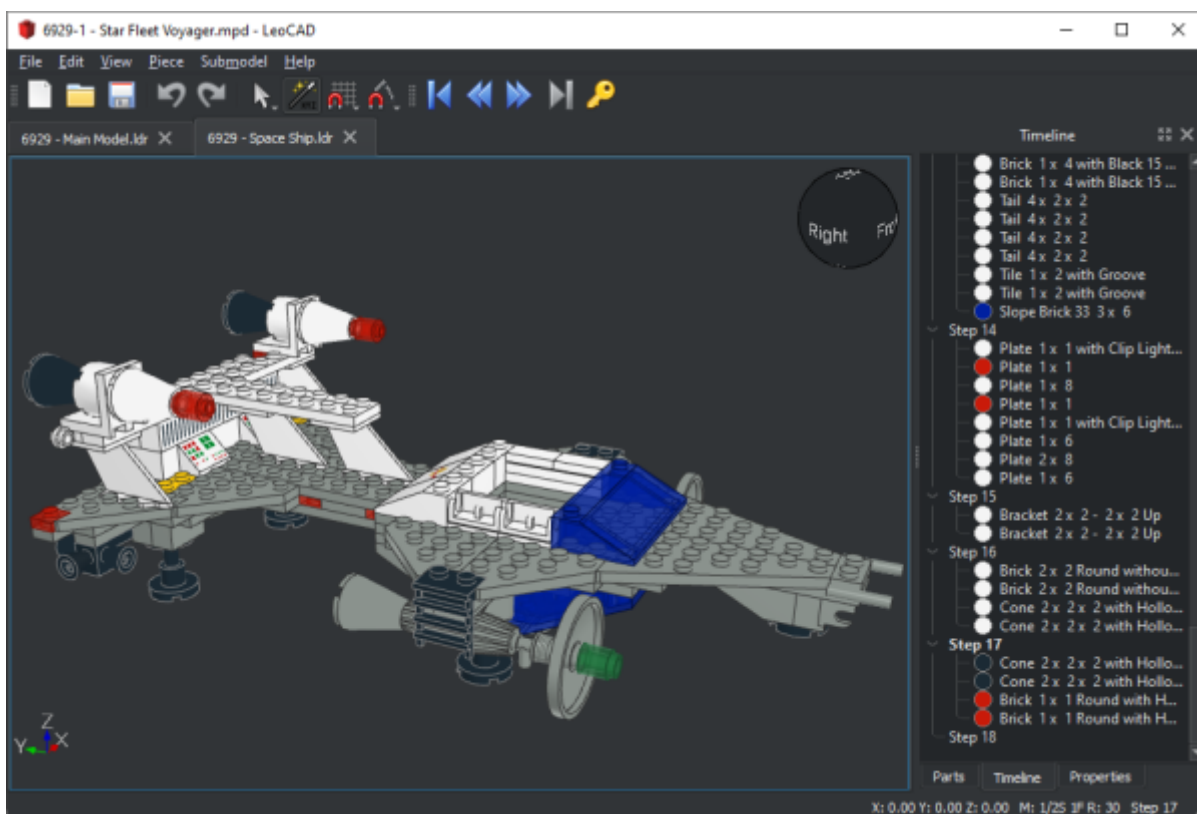 6929-1 - Star Fleet Voyager.mpd - LeoCAD
File Edit View Piece Submodel Help
6929 - Main Model.ldr
6929 - Space Ship.ldr
Timeline
Right
Brick 1 x 4 with Black 15 ...
Brick 1 x 4 with Black 15 ...
Tail 4 x 2 x 2
Tail 4 x 2 x 2
Tail 4 x 2 x 2
Tail 4 x 2 x 2
Tile 1 x 2 with Groove
Tile 1 x 2 with Groove
Slope Brick 33 3 x 6
Step 14
Plate 1 x 1 with Clip Light...
Plate 1 x 1
Plate 1 x 8
Plate 1 x 1
Plate 1 x 1 with Clip Light...
Plate 1 x 6
Plate 2 x 8
Plate 1 x 6
Step 15
Bracket 2 x 2 - 2 x 2 Up
Bracket 2 x 2 - 2 x 2 Up
Step 16
Brick 2 x 2 Round withou...
Brick 2 x 2 Round withou...
Cone 2 x 2 x 2 with Hollo...
Cone 2 x 2 x 2 with Hollo...
Step 17
Cone 2 x 2 x 2 with Hollo...
Cone 2 x 2 x 2 with Hollo...
Brick 1 x 1 Round with H...
Brick 1 x 1 Round with H...
Step 18
Z
Y X
Parts Timeline Properties
X: 0.00 Y: 0.00 Z: 0.00 M: 1/2S 1F R: 30 Step 17